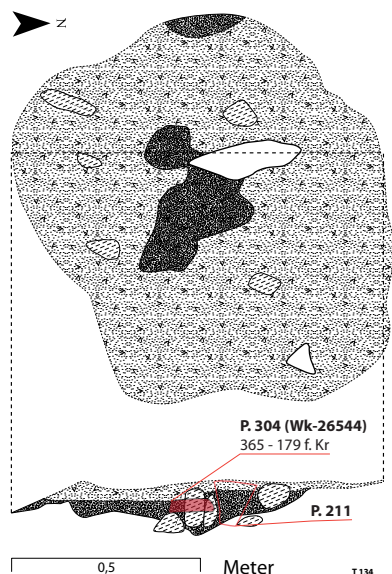 N
P. 304 (Wk-26544)
365 - 179 f. Kr
P. 211
0,5 Meter
T.134